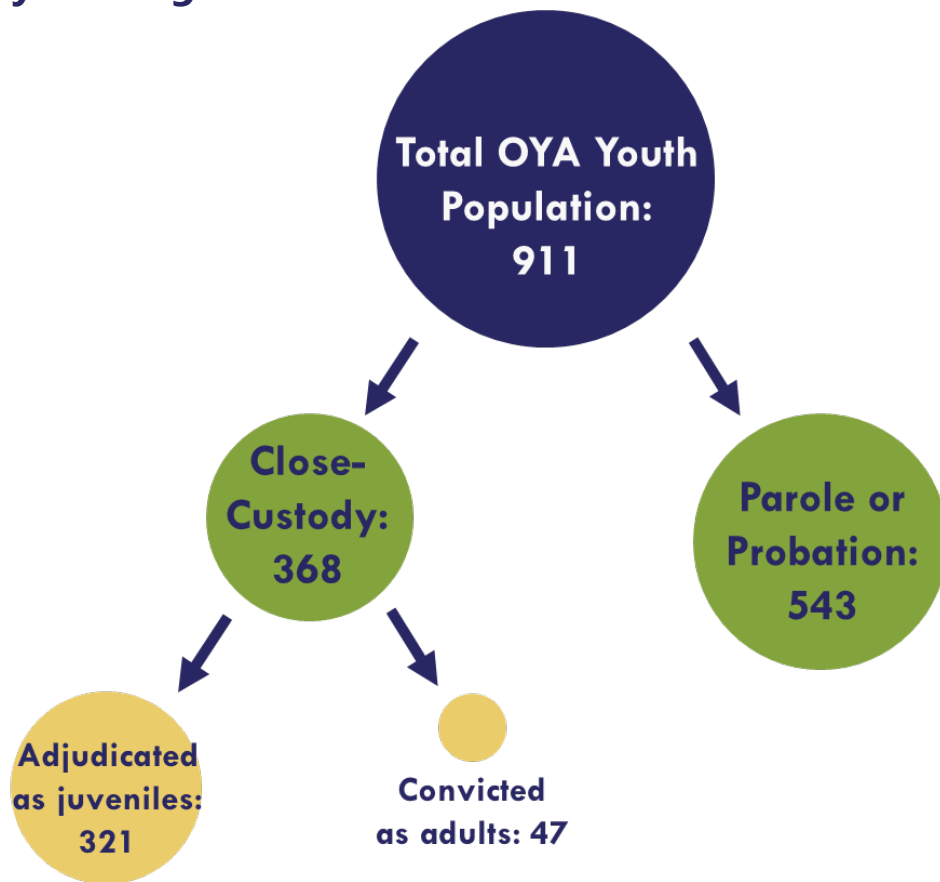 Total OYA Youth
Population:
911
Close-
Custody:
368
Parole or
Probation:
543
Adjudicated
as juveniles:
321
Convicted
as adults: 47